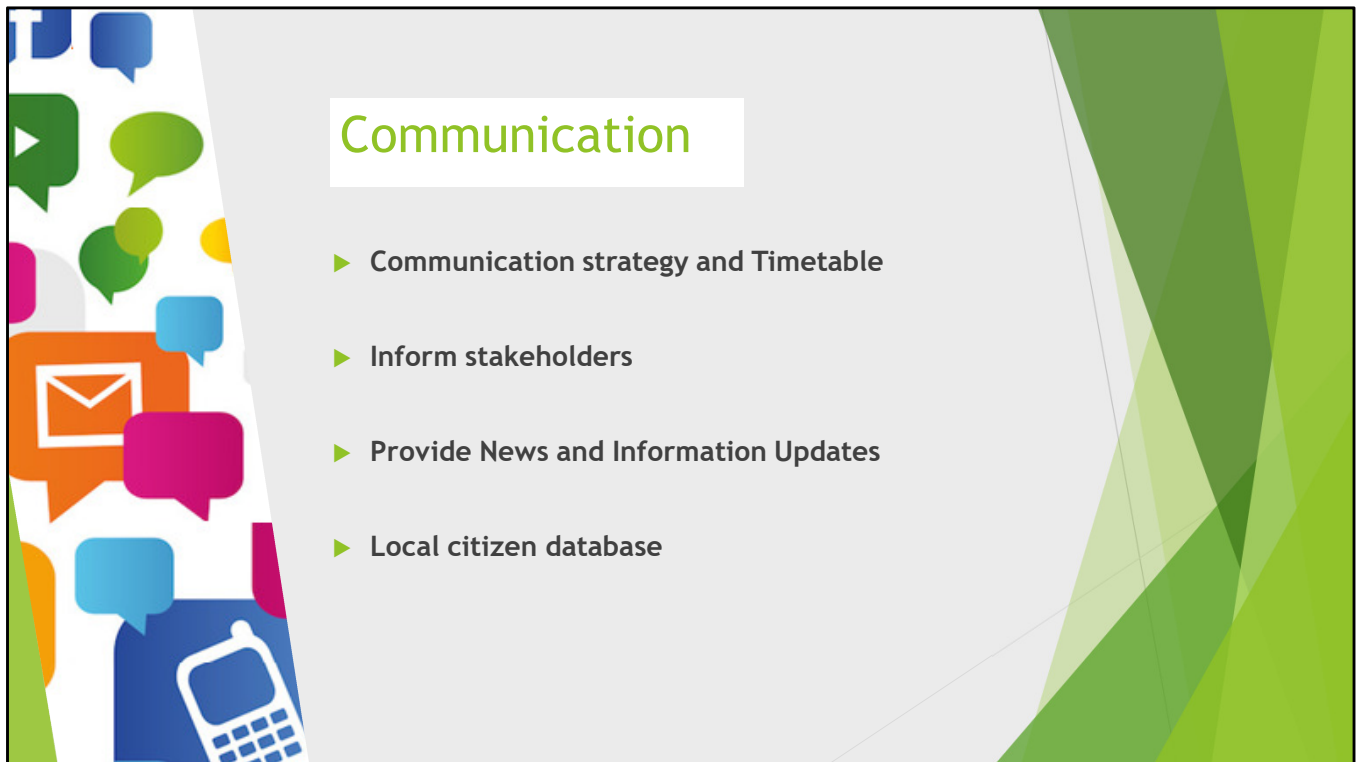 Communication
Communication strategy and Timetable
Inform stakeholders
Provide News and Information Updates
Local citizen database